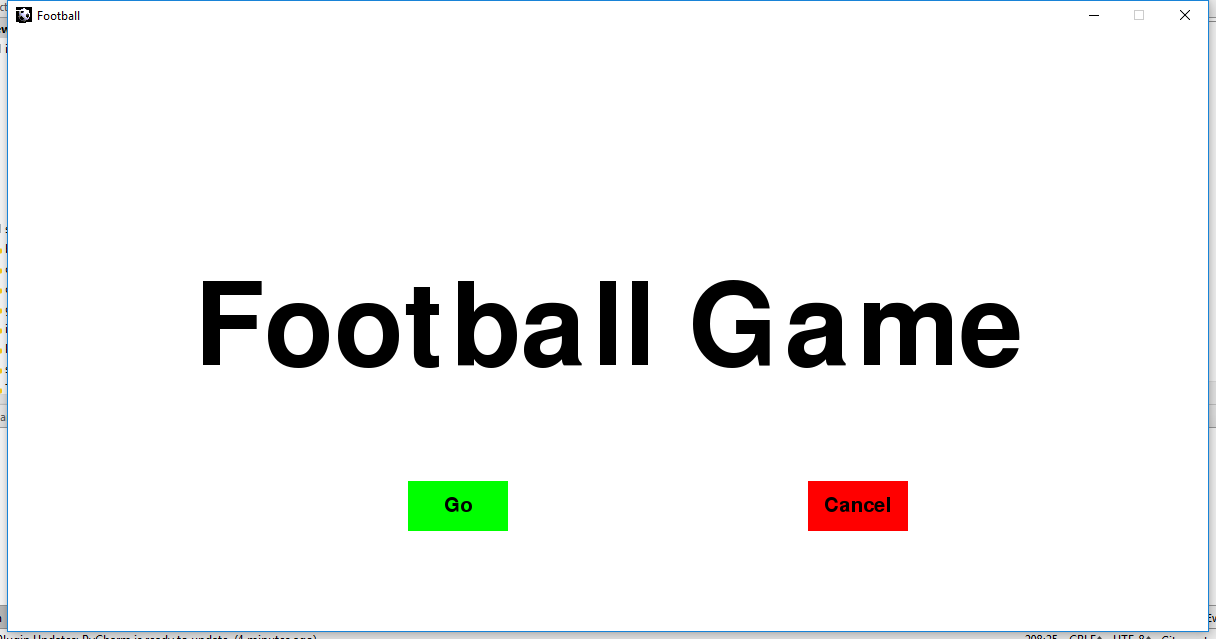 Football
Football Game
Go
Cancel
Plugin Updates: PyCharm is ready to update. (4 minutes ago)
208:25 CRLF÷ UTF-8÷